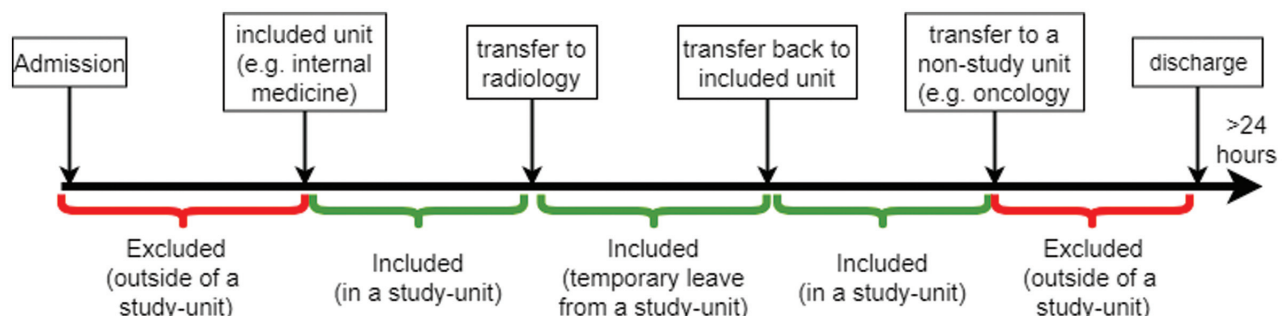 Admission
included unit
(e.g. internal
medicine)
transfer to
radiology
transfer back to
included unit
transfer to a
non-study unit
(e.g. oncology
discharge
>24
hours
Excluded
(outside of a
study-unit)
Included
(in a study-unit)
Included
(temporary leave
from a study-unit)
Included
(in a study-unit)
Excluded
(outside of a
study-unit)